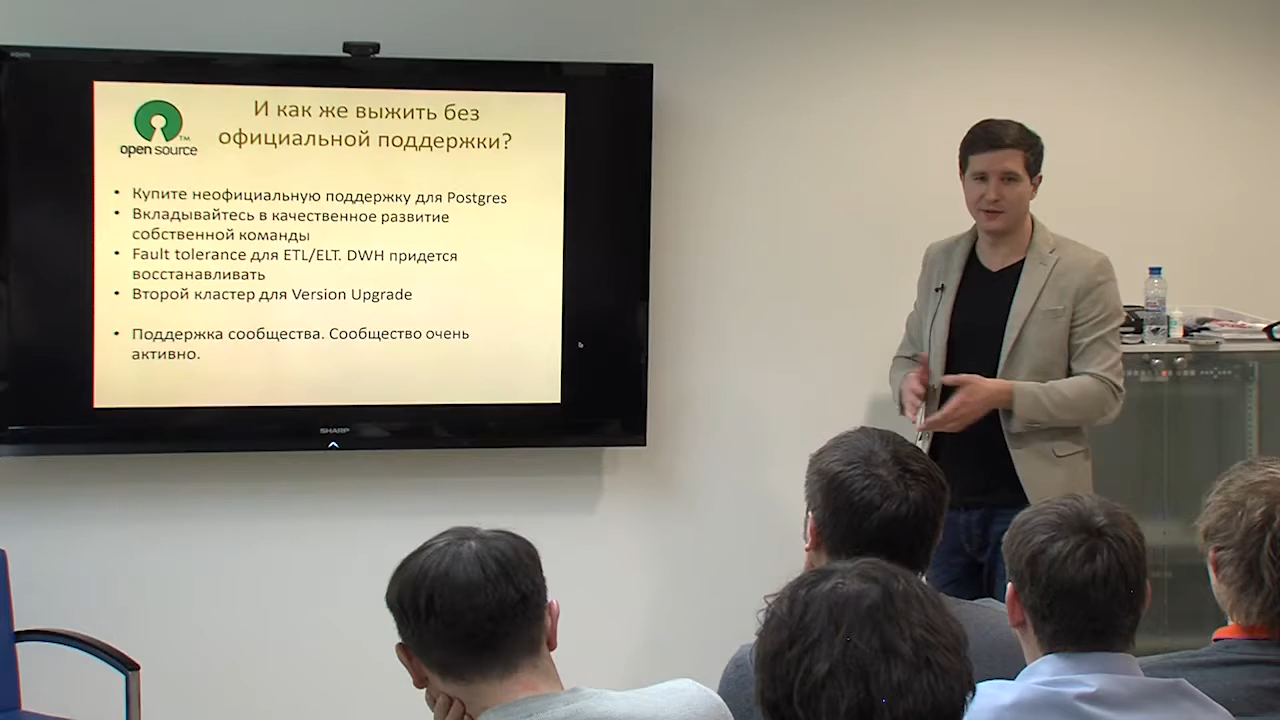 И как же выжить без
официальной поддержки?
open source
TM
• Купите неофициальную поддержку для Postgres
• Вкладывайтесь в качественное развитие
собственной команды
• Fault tolerance для ETL/ELT. DWH придется
восстанавливать
• Второй кластер для Version Upgrade
• Поддержка сообщества. Сообщество очень
активно.
SHARP